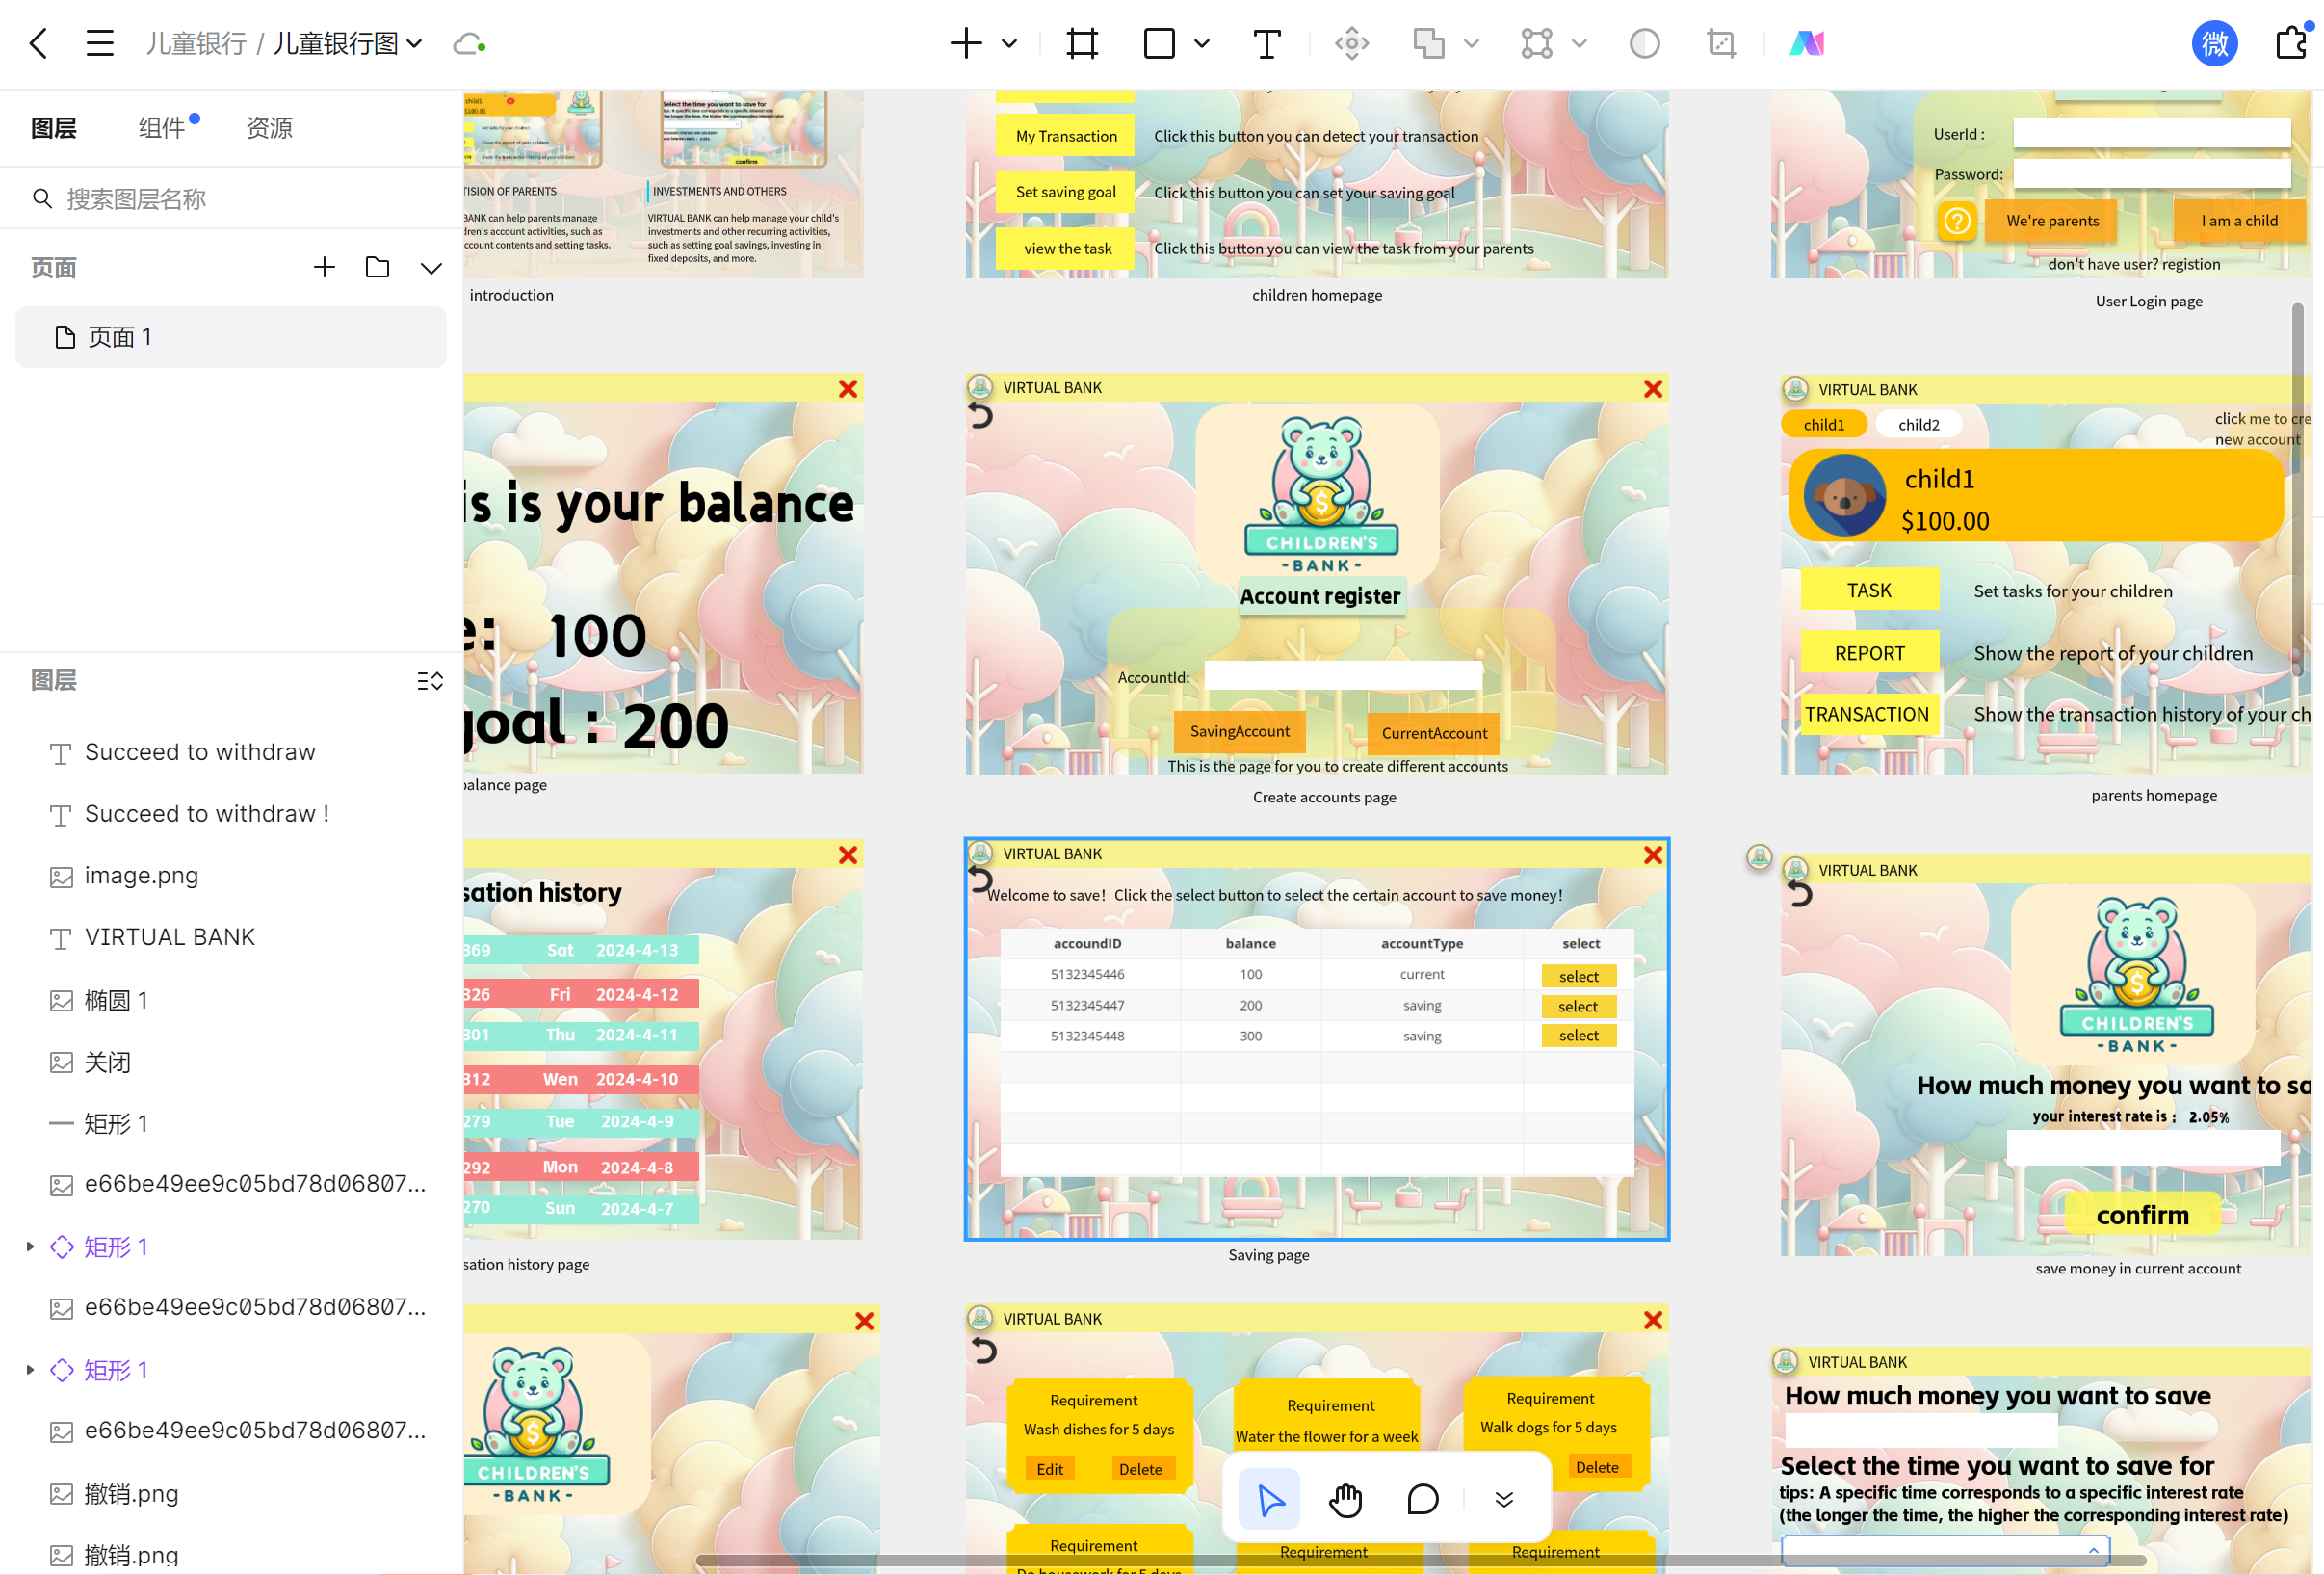 儿童银行 / 儿童银行图
微
图层
组件
资源
搜索图层名称
页面
页面 1
图层
Succeed to withdraw
Succeed to withdraw !
image.png
VIRTUAL BANK
椭圆 1
关闭
矩形 1
e66be49ee9c05bd78d06807...
矩形 1
e66be49ee9c05bd78d06807...
矩形 1
e66be49ee9c05bd78d06807...
撤销.png
撤销.png
child1
$100.00
Select the time you want to save for
confirm
ISION OF PARENTS
BANK can help parents manage
dren's account activities, such as
ccount contents and setting tasks.
INVESTMENTS AND OTHERS
VIRTUAL BANK can help manage your child's
investments and other recurring activities,
such as setting goal savings, investing in
fixed deposits, and more.
introduction
My Transaction
Click this button you can detect your transaction
Set saving goal
Click this button you can set your saving goal
view the task
Click this button you can view the task from your parents
children homepage
UserId :
Password:
We're parents
I am a child
don't have user? registion
User Login page
is is your balance
e: 100
goal : 200
balance page
VIRTUAL BANK
CHILDREN'S
-BANK-
Account register
AccountId:
SavingAccount
CurrentAccount
This is the page for you to create different accounts
Create accounts page
VIRTUAL BANK
child1
child2
click me to cre
new account
child1
$100.00
TASK
Set tasks for your children
REPORT
Show the report of your children
TRANSACTION
Show the transaction history of your ch
parents homepage
sation history
369 Sat 2024-4-13
326 Fri 2024-4-12
301 Thu 2024-4-11
312 Wen 2024-4-10
279 Tue 2024-4-9
292 Mon 2024-4-8
270 Sun 2024-4-7
sation history page
VIRTUAL BANK
Welcome to save！Click the select button to select the certain account to save money！
accoundID balance accountType select
5132345446 100 current select
5132345447 200 saving select
5132345448 300 saving select
Saving page
VIRTUAL BANK
CHILDREN'S
-BANK-
How much money you want to sa
your interest rate is： 2.05%
confirm
save money in current account
CHILDREN'S
-BANK-
VIRTUAL BANK
Requirement
Wash dishes for 5 days
Edit
Delete
Requirement
Water the flower for a week
Requirement
Walk dogs for 5 days
Delete
Requirement
Do housework for 5 days
Requirement
Requirement
VIRTUAL BANK
How much money you want to save
Select the time you want to save for
tips: A specific time corresponds to a specific interest rate
(the longer the time, the higher the corresponding interest rate)